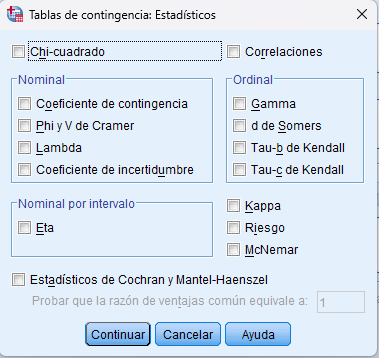 Tablas de contingencia: Estadísticos
Chi-cuadrado
Correlaciones
Nominal
Coeficiente de contingencia
Phi y V de Cramer
Lambda
Coeficiente de incertidumbre
Ordinal
Gamma
d de Somers
Tau-b de Kendall
Tau-c de Kendall
Nominal por intervalo
Eta
Kappa
Riesgo
McNemar
Estadísticos de Cochran y Mantel-Haenszel
Probar que la razón de ventajas común equivale a: 1
Continuar Cancelar Ayuda